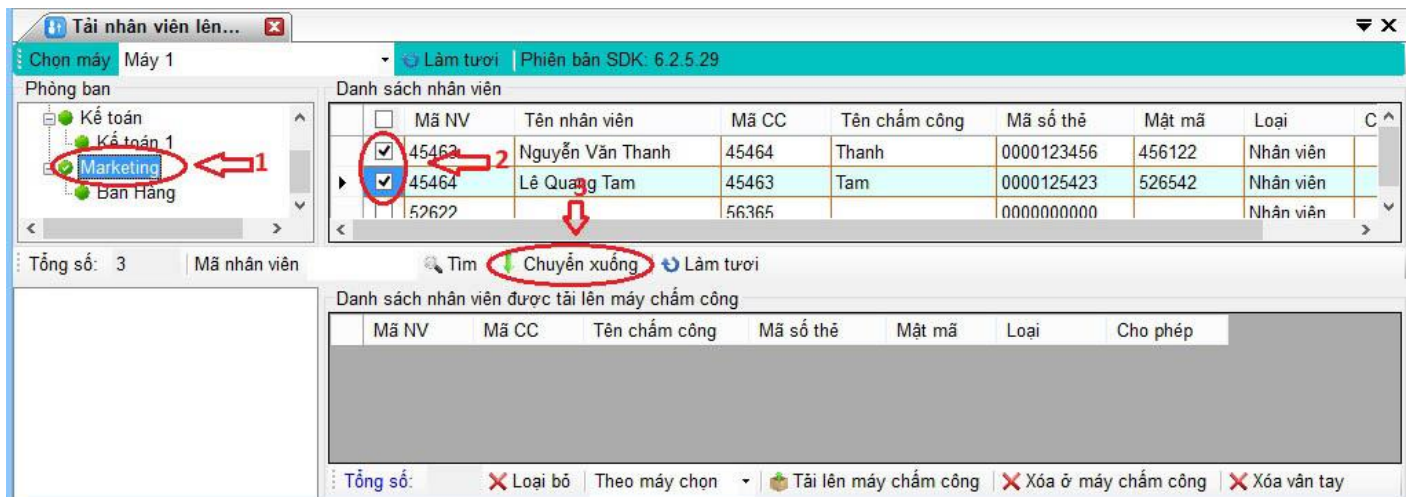 Tải nhân viên lên...
Chọn máy Máy 1 Làm tươi Phiên bản SDK: 6.2.5.29
Phòng ban
Kế toán
Kế toán 1
Marketing 1
Bán Hàng
Danh sách nhân viên
Mã NV Tên nhân viên Mã CC Tên chấm công Mã số thẻ Mật mã Loại C
45463 2 Nguyễn Văn Thanh 45464 Thanh 0000123456 456122 Nhân viên
45464 Lê Quang Tam 45463 Tam 0000125423 526542 Nhân viên
3
52622 56365 0000000000 Nhân viên
Tổng số: 3 Mã nhân viên Tìm Chuyển xuống Làm tươi
Danh sách nhân viên được tải lên máy chấm công
Mã NV Mã CC Tên chấm công Mã số thẻ Mật mã Loại Cho phép
Tổng số: Loại bỏ Theo máy chọn Tải lên máy chấm công Xóa ở máy chấm công Xóa vân tay